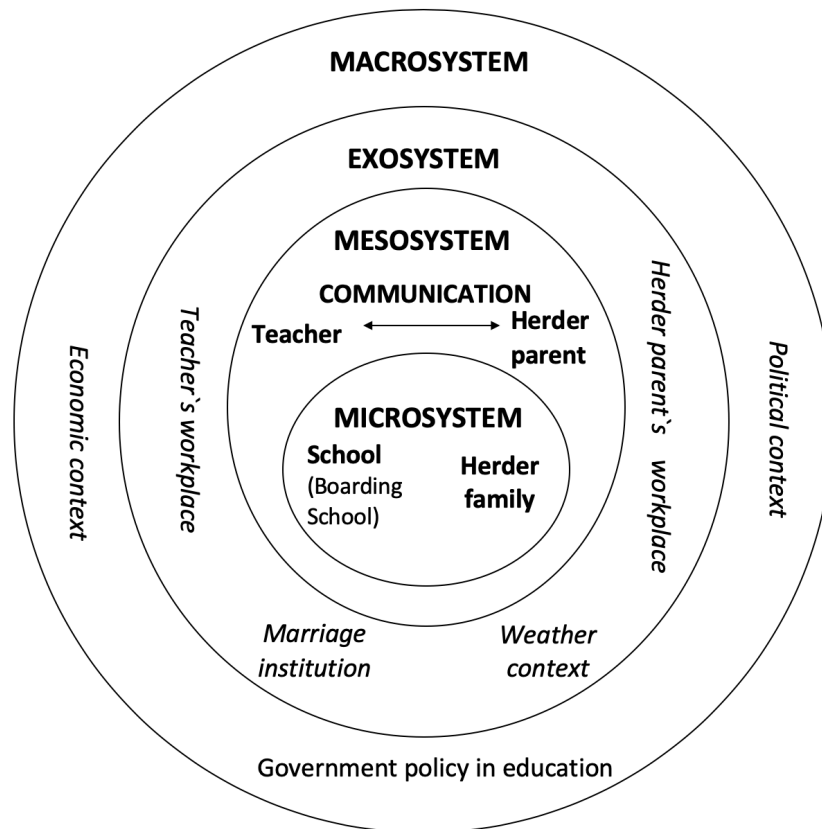 MACROSYSTEM
EXOSYSTEM
MESOSYSTEM
COMMUNICATION
Teacher
Herder
parent
MICROSYSTEM
School
(Boarding
School)
Herder
family
Economic context
Teacher`s workplace
Herder parent`s workplace
Political context
Marriage
institution
Weather
context
Government policy in education